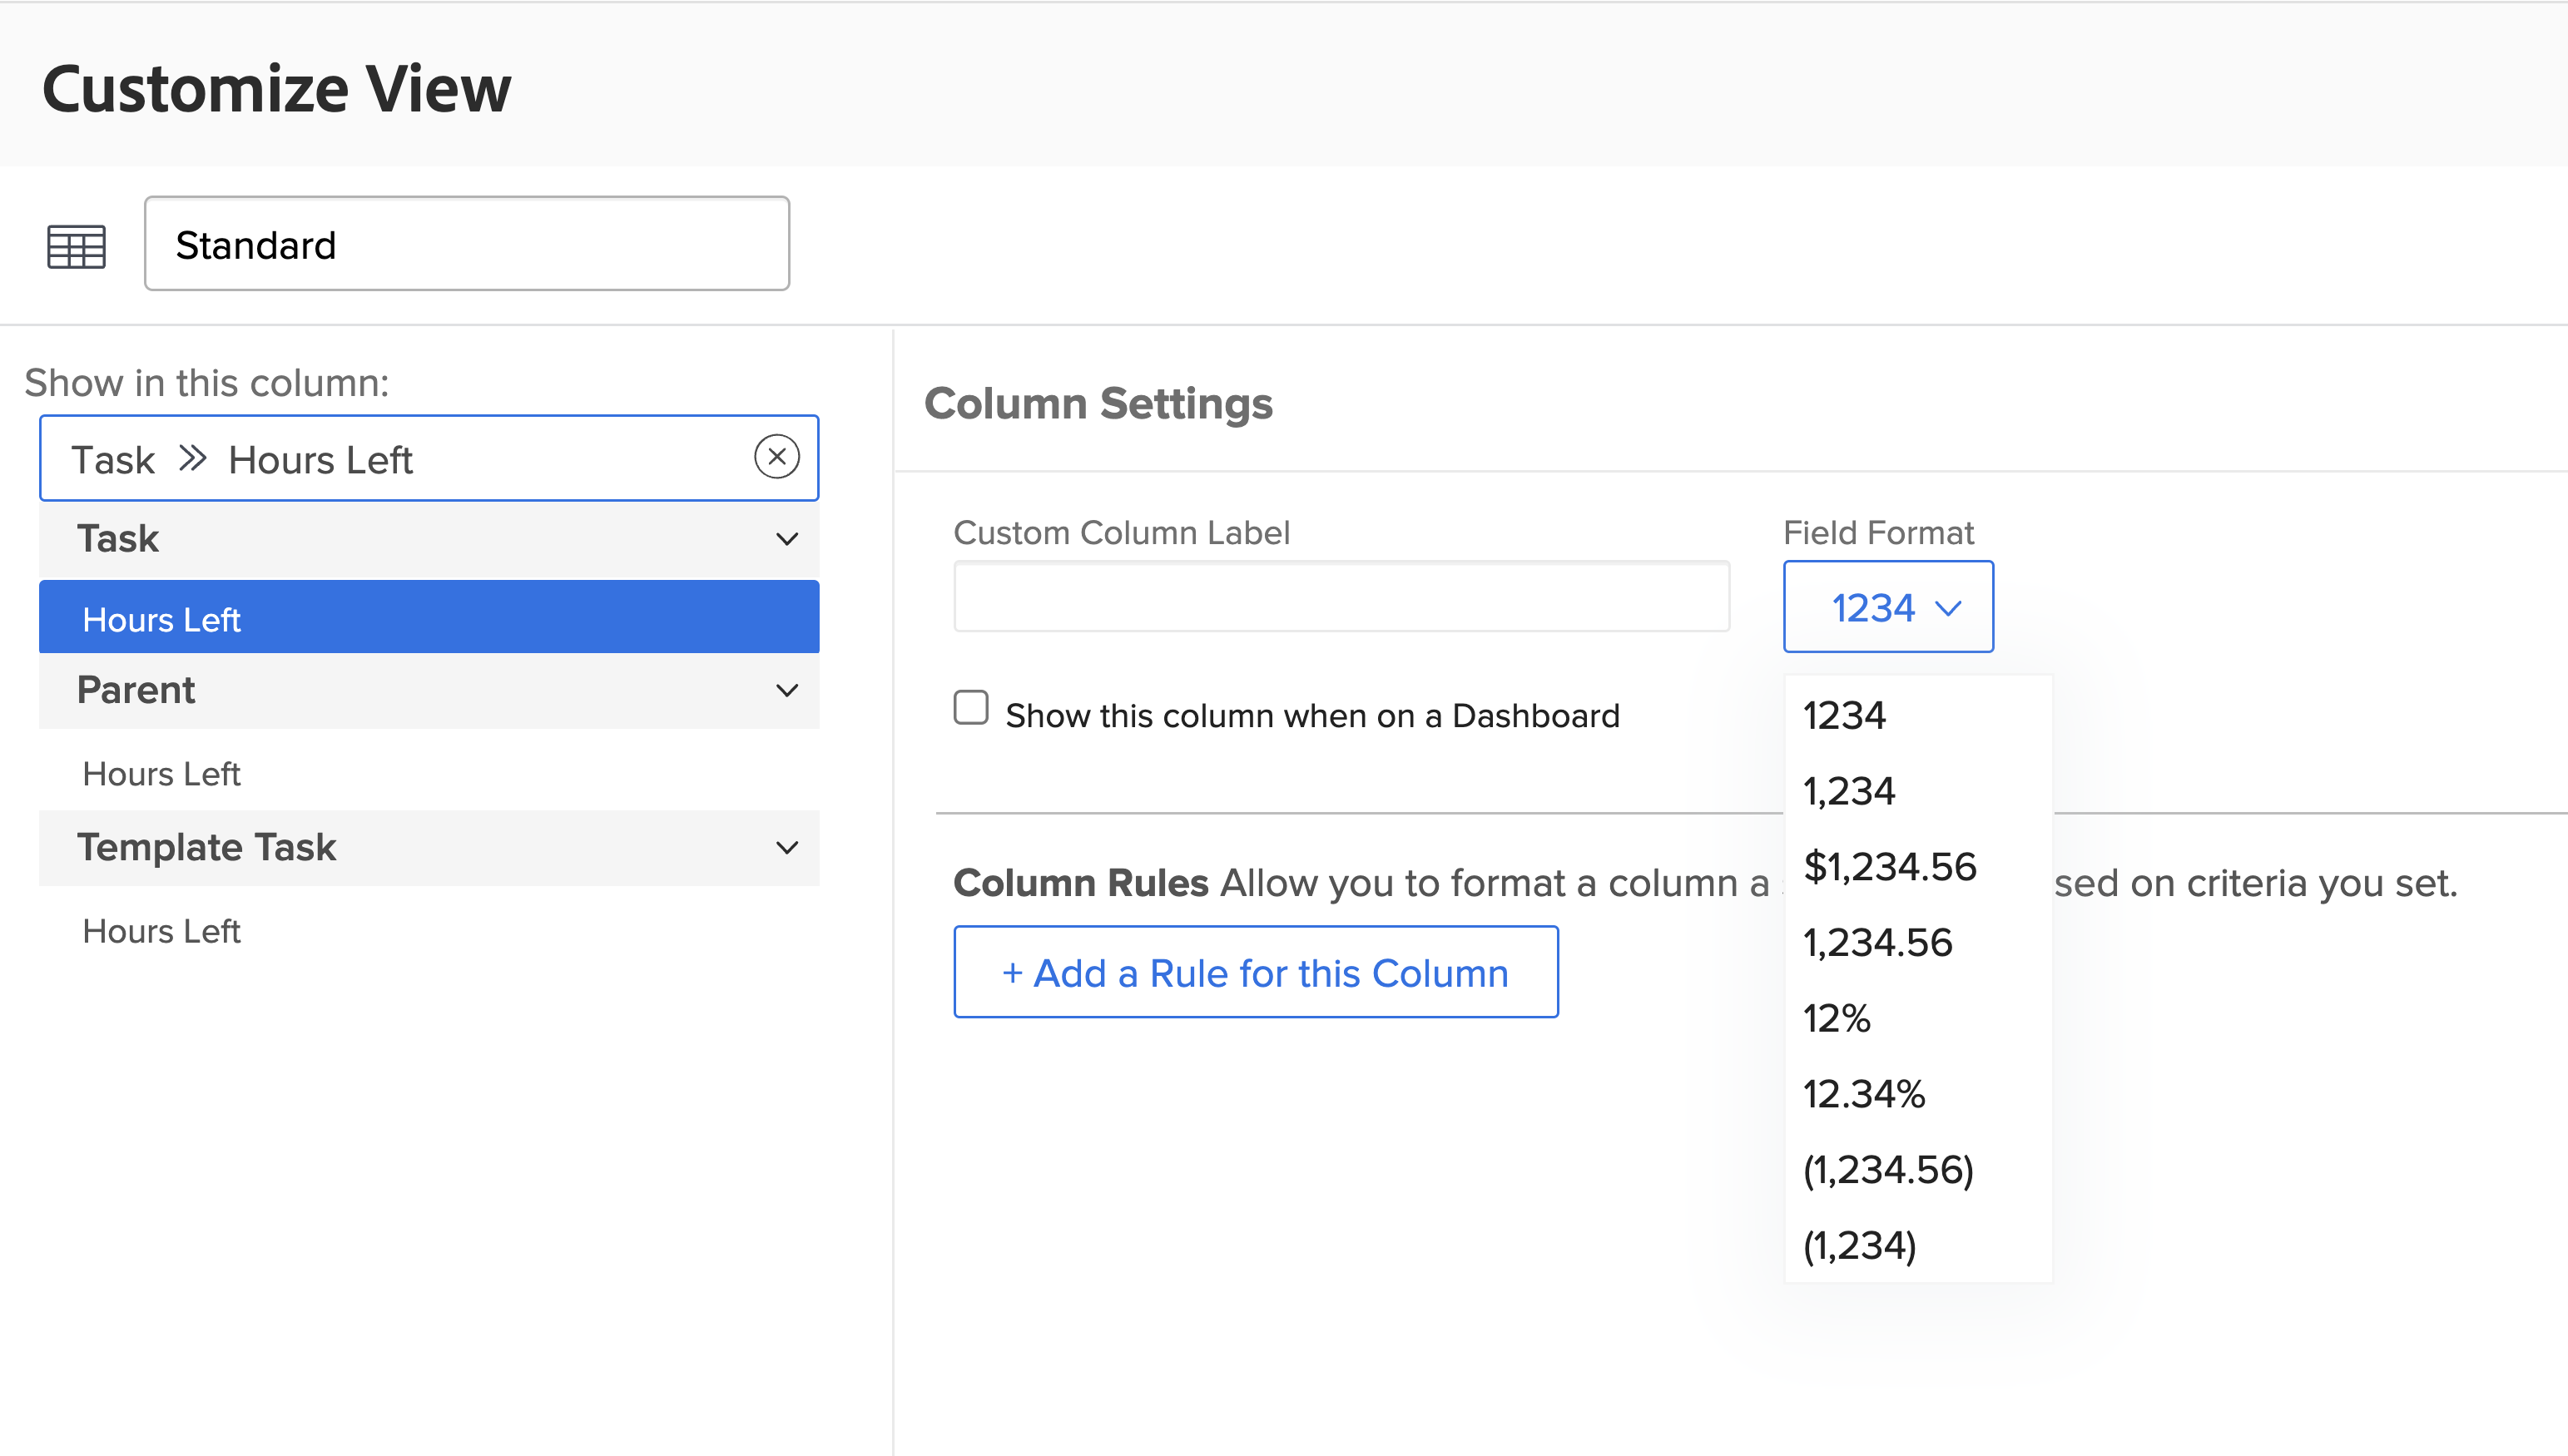 Customize View
Standard
Show in this column:
Task Hours Left
Task
Hours Left
Parent
Hours Left
Template Task
Hours Left
Column Settings
Custom Column Label
Field Format
1234
Show this column when on a Dashboard
1234
1,234
$1,234.56
1,234.56
12%
12.34%
(1,234.56)
(1,234)
Column Rules Allow you to format a column a sed on criteria you set.
+ Add a Rule for this Column